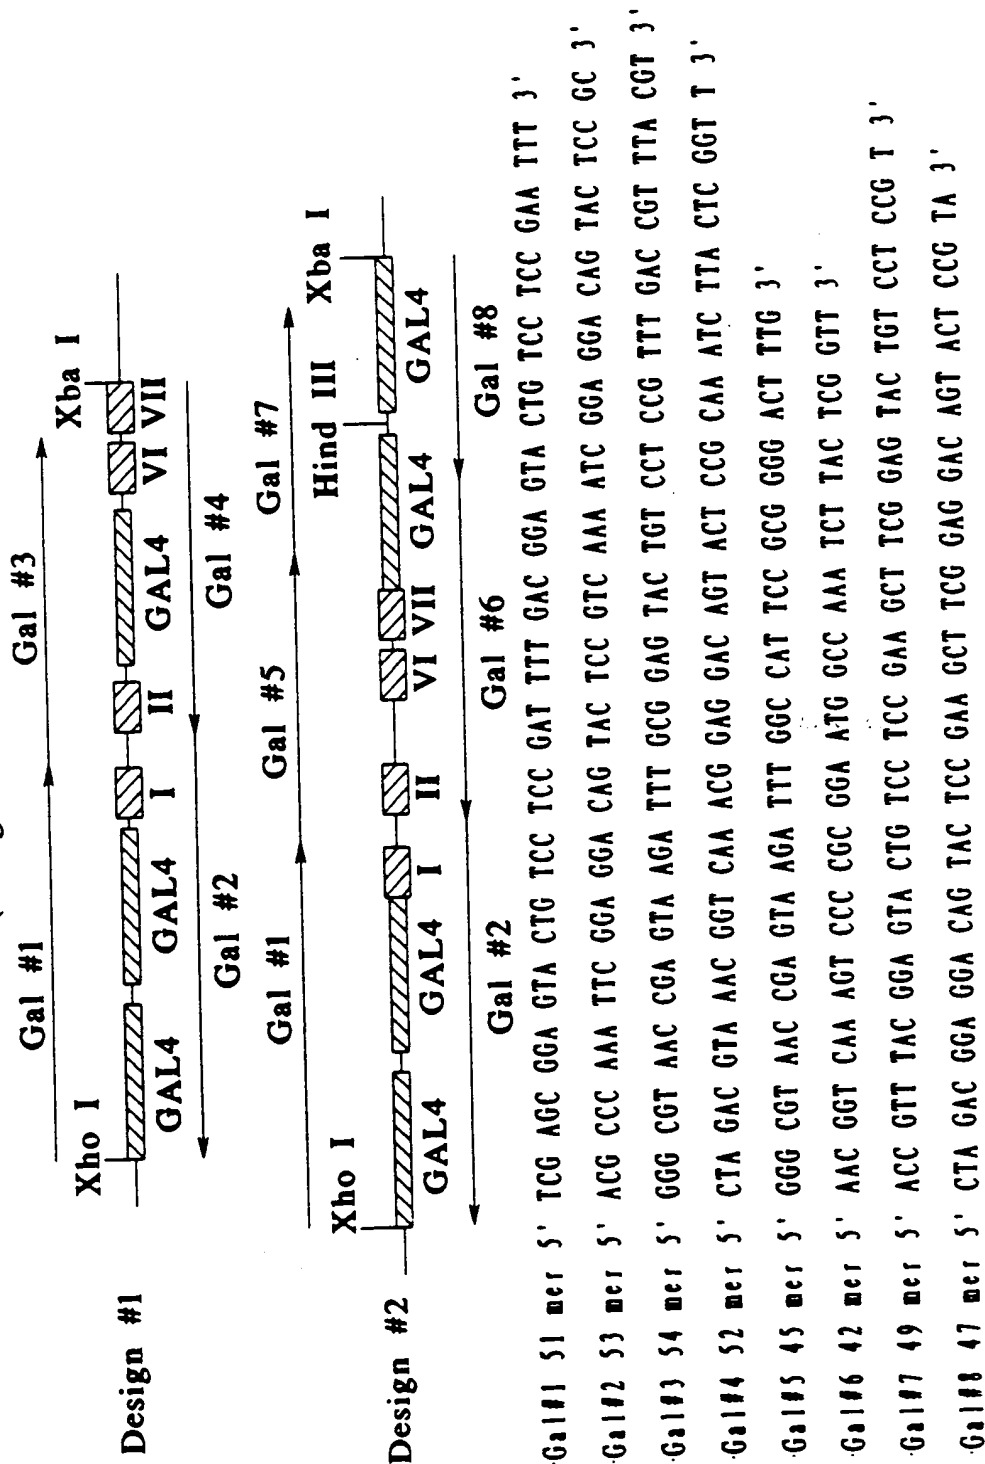 Gal #1 Gal #3
Xho I Xba I
Design #1
GAL4 GAL4 I II GAL4 VI VII
Gal #2 Gal #4
Gal #1 Gal #5 Gal #7
Xho I Hind III Xba I
Design #2
GAL4 GAL4 I II VI VII GAL4 GAL4
Gal #2 Gal #6 Gal #8
Gal#1 51 mer 5' TCG AGC GGA GTA CTG TCC TCC GAT TTT GAC GGA GTA CTG TCC TCC GAA TTT 3'
Gal#2 53 mer 5' ACG CCC AAA TTC GGA GGA CAG TAC TCC GTC AAA ATC GGA GGA CAG TAC TCC GC 3'
Gal#3 54 mer 5' GGG CGT AAC CGA GTA AGA TTT GCG GAG TAC TGT CCT CCG TTT GAC CGT TTA CGT 3'
Gal#4 52 mer 5' CTA GAC GTA AAC GGT CAA ACG GAG GAC AGT ACT CCG CAA ATC TTA CTC GGT T 3'
Gal#5 45 mer 5' GGG CGT AAC CGA GTA AGA TTT GGC CAT TCC GCG GGG ACT TTG 3'
Gal#6 42 mer 5' AAC GGT CAA AGT CCC CGC GGA ATG GCC AAA TCT TAC TCG GTT 3'
Gal#7 49 mer 5' ACC GTT TAC GGA GTA CTG TCC TCC GAA GCT TCG GAG TAC TGT CCT CCG T 3'
Gal#8 47 mer 5' CTA GAC GGA GGA CAG TAC TCC GAA GCT TCG GAG GAC AGT ACT CCG TA 3'